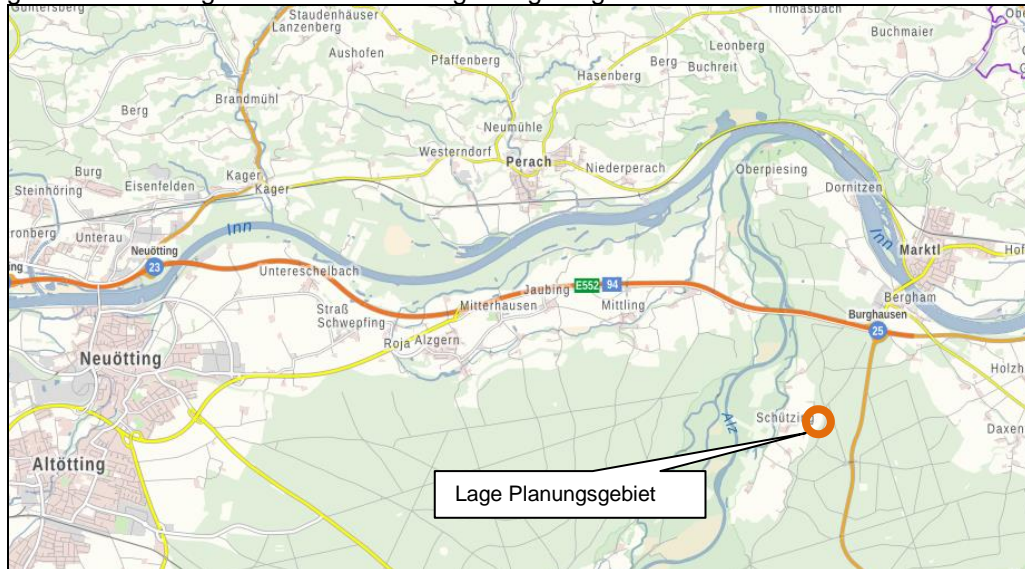 Staudenhäuser
Lanzenberg
Aushofen
Pfaffenberg
Leonberg
Buchmaier
Berg
Buchreit
Hasenberg
Brandmühl
Berg
Neumühle
Westerndorf
Perach
Niederperach
Oberpiesing
Burg
Steinhöring
Eisenfelden
Kager
Kager
Dornitzen
Unterau
Neuötting
23
Inn
Inn
Marktl
Untereschelbach
Jaubing
E552
94
Mitterhausen
Mittling
Bergham
Burghausen
25
Straß
Schwepfing
Roja
Alzgern
Neuötting
Alz
Schützing
Daxen
Altötting
Lage Planungsgebiet